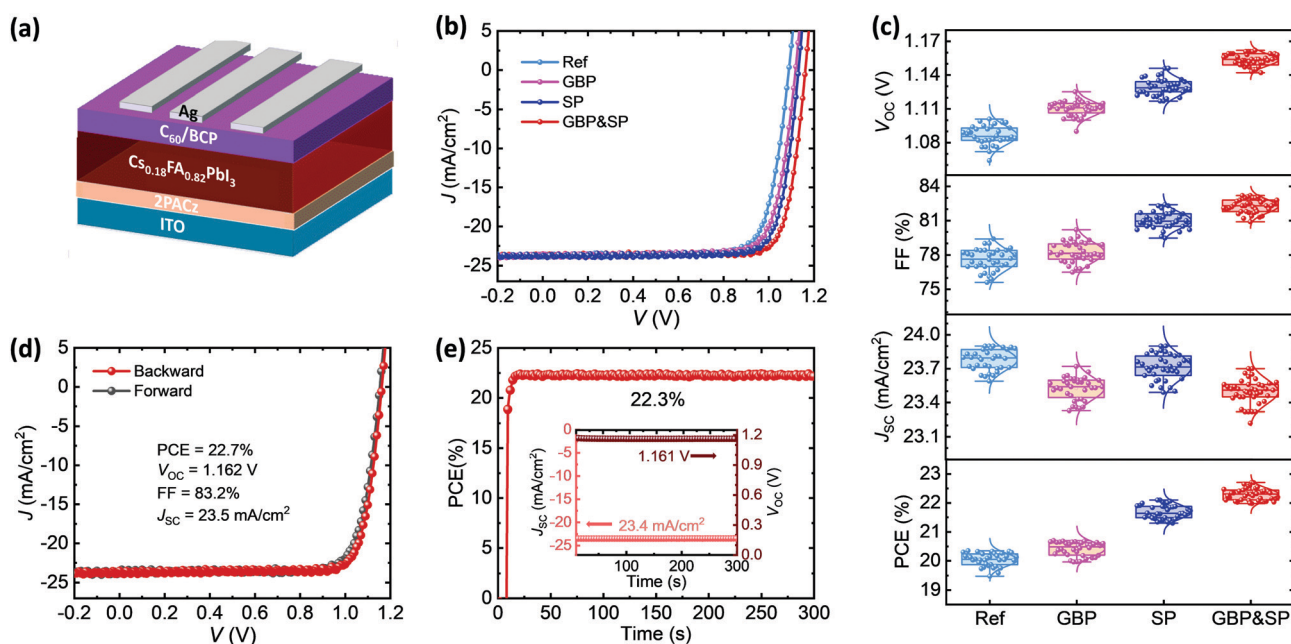 (a)
Ag
C₆₀/BCP
Cs₀.₁₈FA₀.₈₂PbI₃
2PACz
ITO
(b)
5
0
-5
-10
-15
-20
-25
J (mA/cm²)
Ref
GBP
SP
GBP&SP
-0.2 0.0 0.2 0.4 0.6 0.8 1.0 1.2
V (V)
(c)
1.17
1.14
1.11
1.08
V_OC (V)
84
81
78
75
FF (%)
24.0
23.7
23.4
23.1
J_SC (mA/cm²)
23
22
21
20
19
PCE (%)
Ref GBP SP GBP&SP
(d)
5
0
-5
-10
-15
-20
-25
J (mA/cm²)
Backward
Forward
PCE = 22.7%
V_OC = 1.162 V
FF = 83.2%
J_SC = 23.5 mA/cm²
-0.2 0.0 0.2 0.4 0.6 0.8 1.0 1.2
V (V)
(e)
25
20
15
10
5
0
PCE(%)
22.3%
0
-5
-10
-15
-20
-25
J_SC (mA/cm²)
1.161 V
23.4 mA/cm²
1.2
0.9
0.6
0.3
0.0
V_OC (V)
100 200 300
Time (s)
0 50 100 150 200 250 300
Time (s)